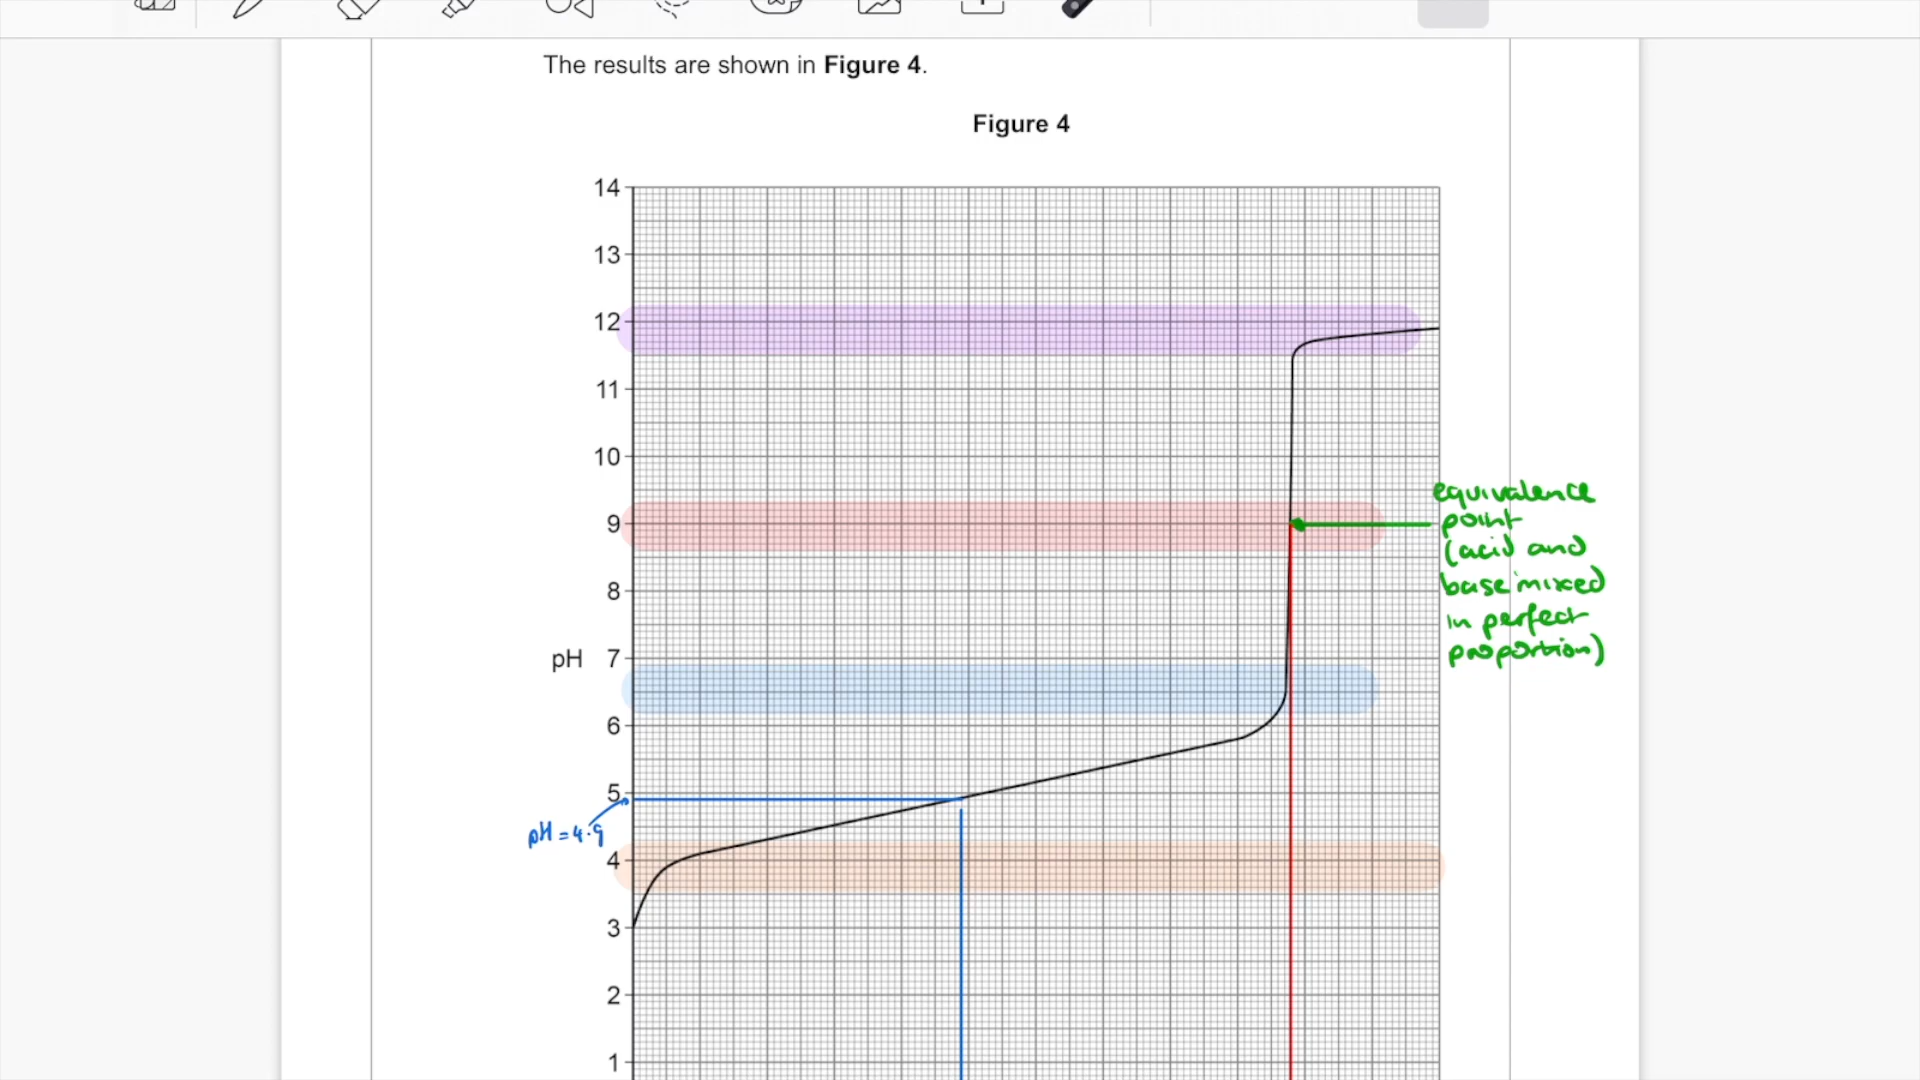 The results are shown in Figure 4.
Figure 4
14
13
12
11
10
9
8
pH 7
6
5
4
3
2
1
equivalence
point
(acid and
base mixed
in perfect
proportion)
pH = 4.9